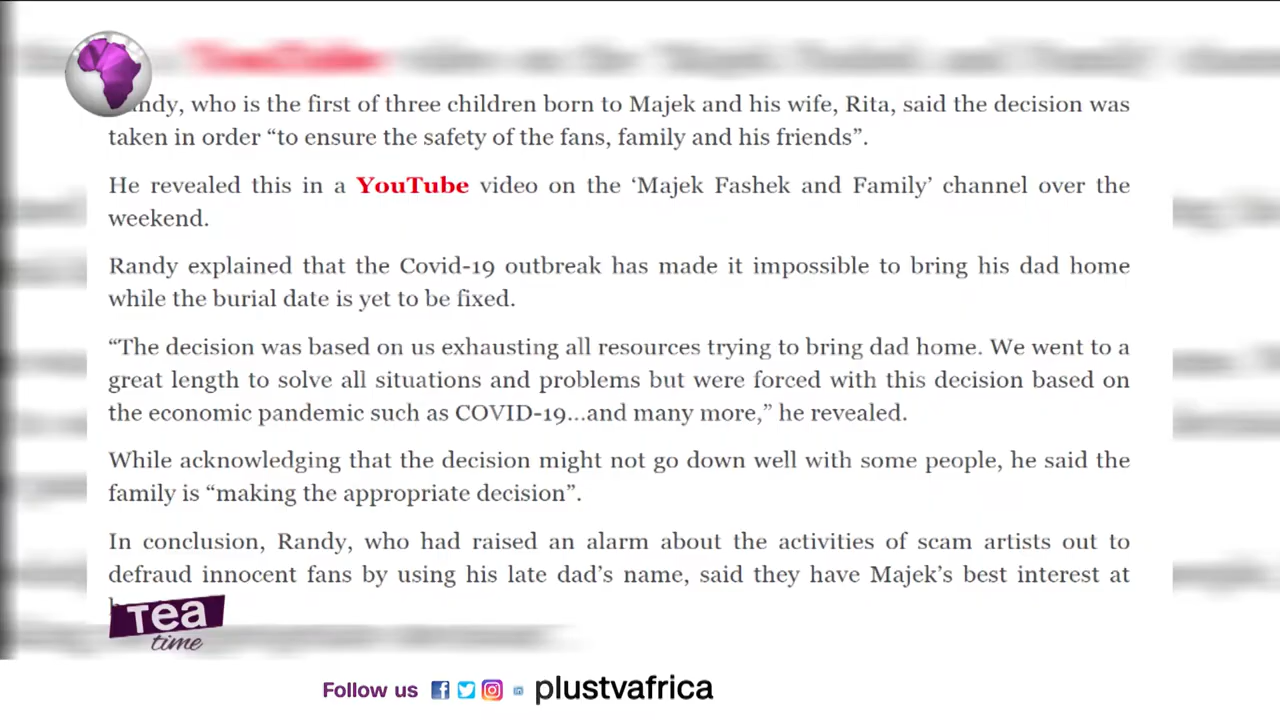 YouTube
Randy, who is the first of three children born to Majek and his wife, Rita, said the decision was
taken in order “to ensure the safety of the fans, family and his friends”.
He revealed this in a YouTube video on the ‘Majek Fashek and Family’ channel over the
weekend.
Randy explained that the Covid-19 outbreak has made it impossible to bring his dad home
while the burial date is yet to be fixed.
“The decision was based on us exhausting all resources trying to bring dad home. We went to a
great length to solve all situations and problems but were forced with this decision based on
the economic pandemic such as COVID-19...and many more,” he revealed.
While acknowledging that the decision might not go down well with some people, he said the
family is “making the appropriate decision”.
In conclusion, Randy, who had raised an alarm about the activities of scam artists out to
defraud innocent fans by using his late dad’s name, said they have Majek’s best interest at
Tea
time
Follow us plustvafrica